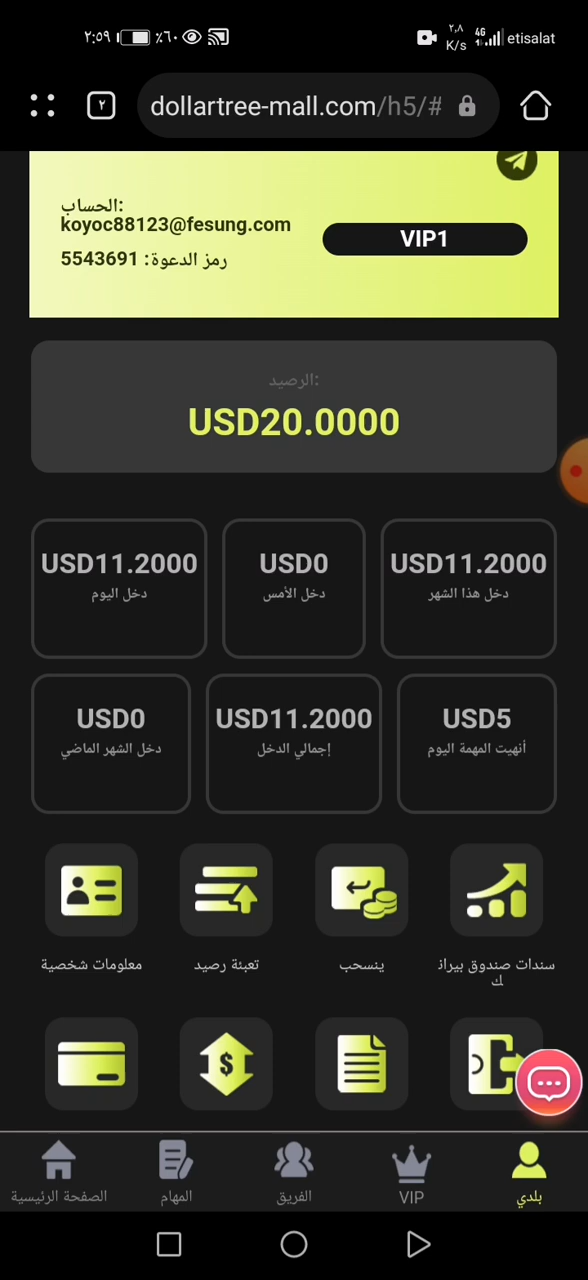 ٢:٥٩ ٪٦٠ ٢,٨ K/s 4G etisalat
٢ dollartree-mall.com/h5/#
الحساب:
koyoc88123@fesung.com
رمز الدعوة: 5543691
VIP1
الرصيد:
USD20.0000
USD11.2000 USD0 USD11.2000
دخل اليوم دخل الأمس دخل هذا الشهر
USD0 USD11.2000 USD5
دخل الشهر الماضي إجمالي الدخل أنهيت المهمة اليوم
معلومات شخصية تعبئة رصيد ينسحب سندات صندوق بيران
ك
الصفحة الرئيسية المهام الفريق VIP بلدي